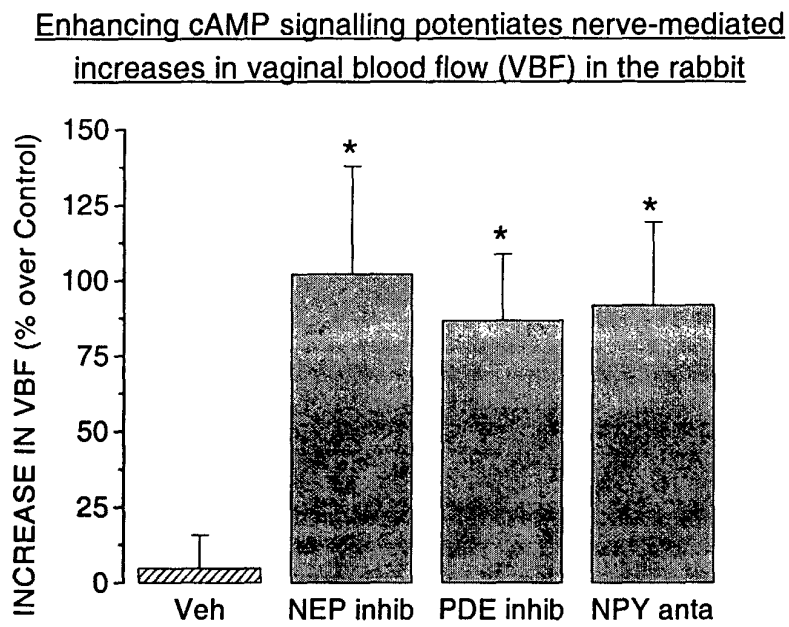 Enhancing cAMP signalling potentiates nerve-mediated
increases in vaginal blood flow (VBF) in the rabbit
INCREASE IN VBF (% over Control)
150
125
100
75
50
25
0
*
*
*
Veh
NEP inhib
PDE inhib
NPY anta